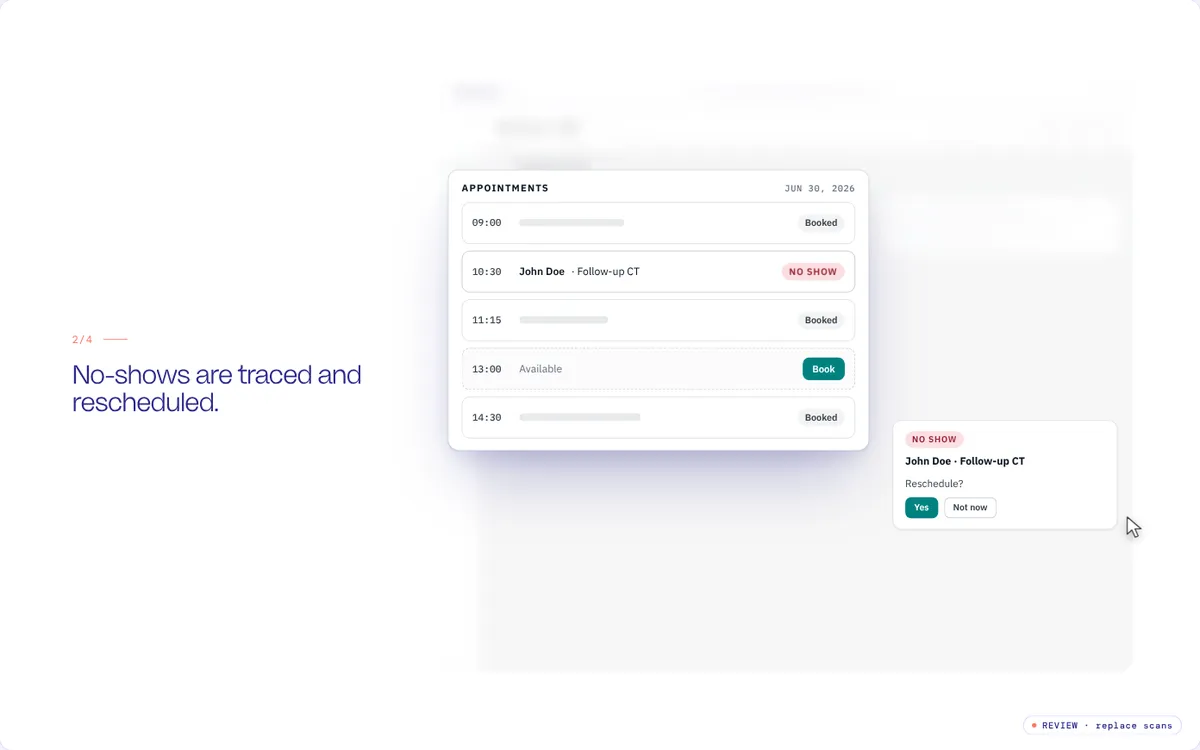 2/4
No-shows are traced and
rescheduled.
APPOINTMENTS JUN 30, 2026
09:00 Booked
10:30 John Doe · Follow-up CT NO SHOW
11:15 Booked
13:00 Available Book
14:30 Booked
NO SHOW
John Doe · Follow-up CT
Reschedule?
Yes Not now
REVIEW · replace scans